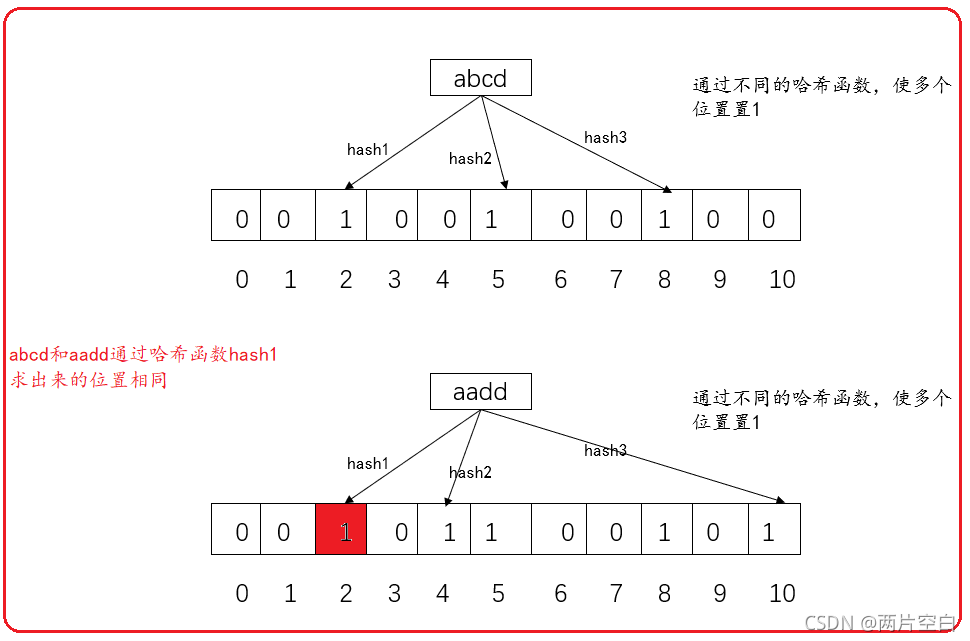 abcd
通过不同的哈希函数，使多个
位置置1
hash1
hash2
hash3
0 0 1 0 0 1 0 0 1 0 0
0 1 2 3 4 5 6 7 8 9 10
abcd和aadd通过哈希函数hash1
求出来的位置相同
aadd
通过不同的哈希函数，使多个
位置置1
hash1
hash2
hash3
0 0 1 0 1 1 0 0 1 0 1
0 1 2 3 4 5 6 7 8 9 10
CSDN @两片空白